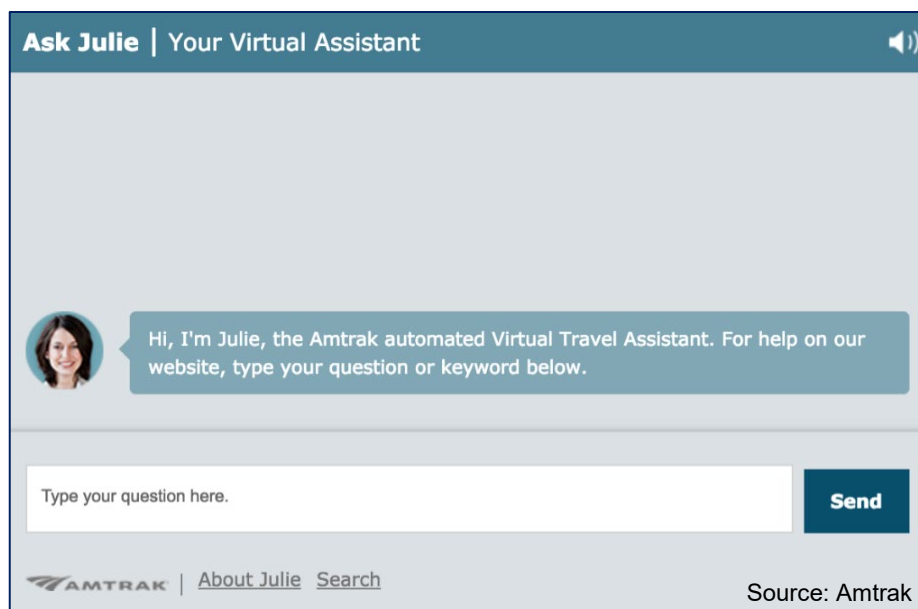 Ask Julie | Your Virtual Assistant
Hi, I'm Julie, the Amtrak automated Virtual Travel Assistant. For help on our
website, type your question or keyword below.
Type your question here.
Send
AMTRAK | About Julie Search
Source: Amtrak